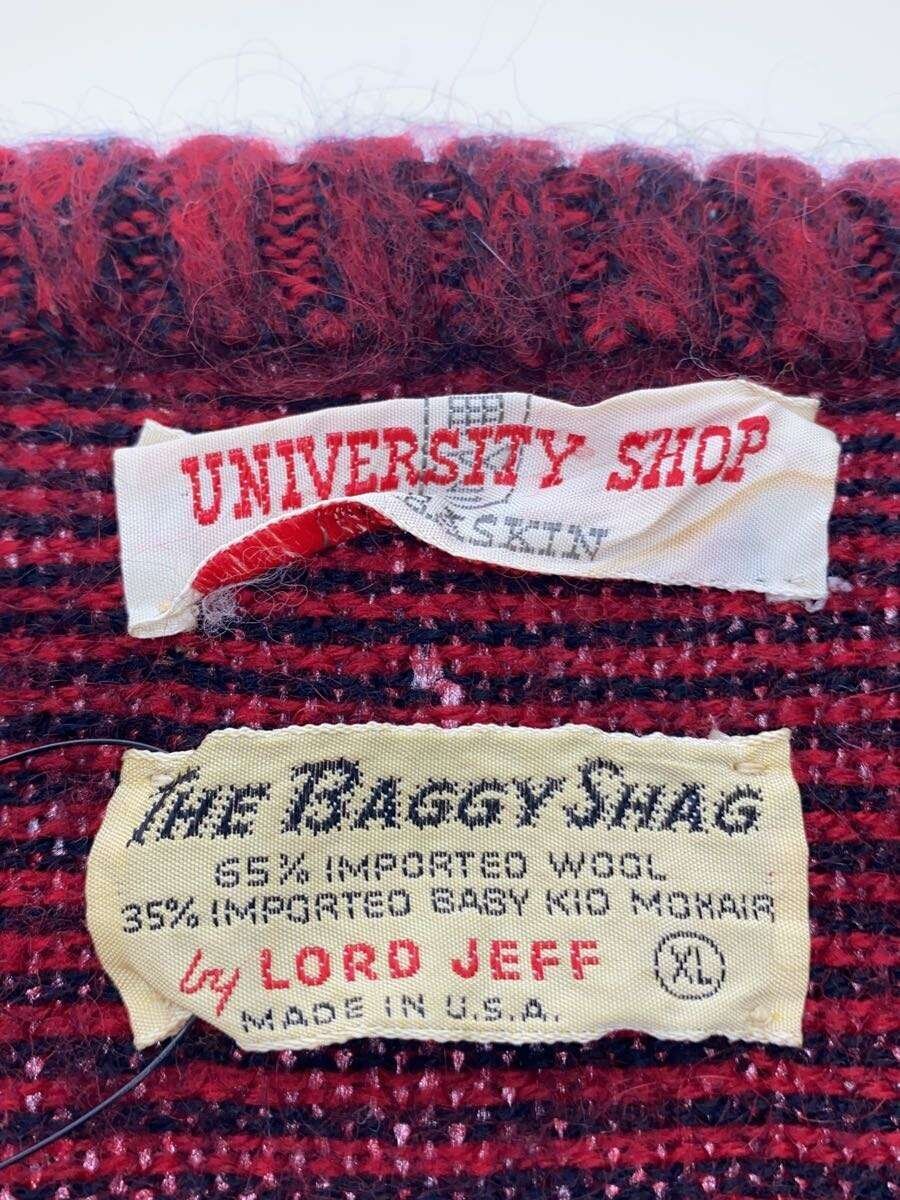 UNIVERSITY SHOP
BASKIN
THE BAGGY SHAG
65% IMPORTED WOOL
35% IMPORTED BABY KID MOHAIR
by LORD JEFF XL
MADE IN U.S.A.